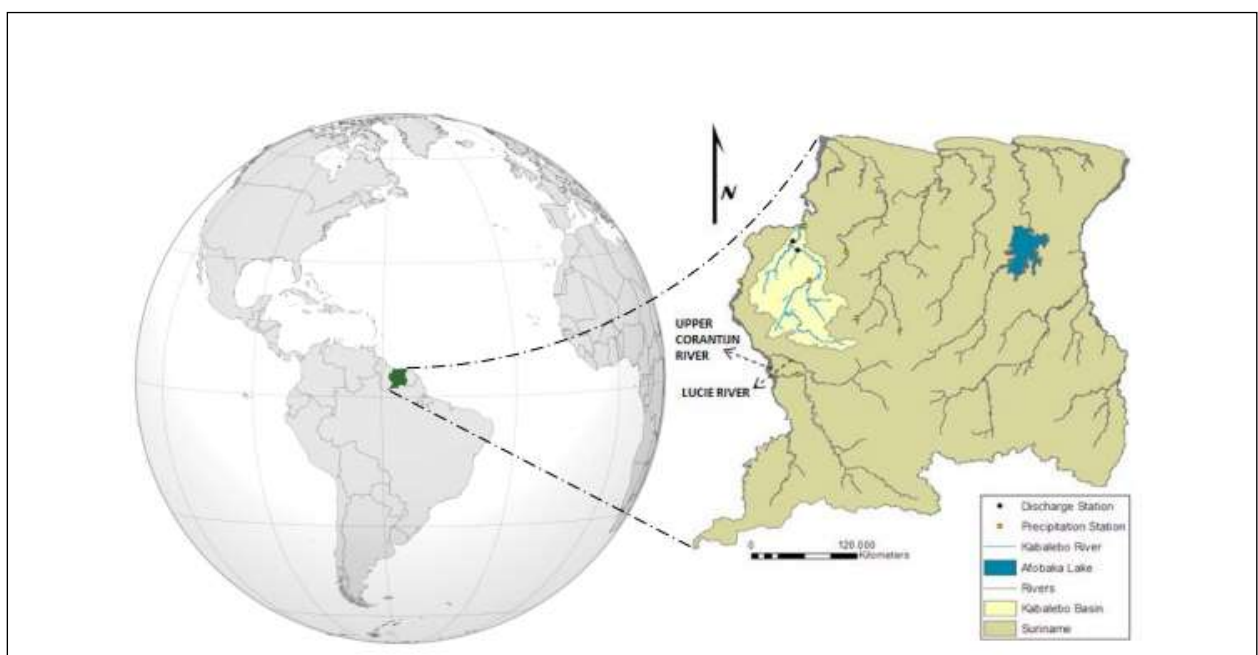 N
UPPER
CORANTIJN
RIVER
LUCIE RIVER
0 120.000
Kilometers
Discharge Station
Precipitation Station
Kabalebo River
Afobaka Lake
Rivers
Kabalebo Basin
Suriname